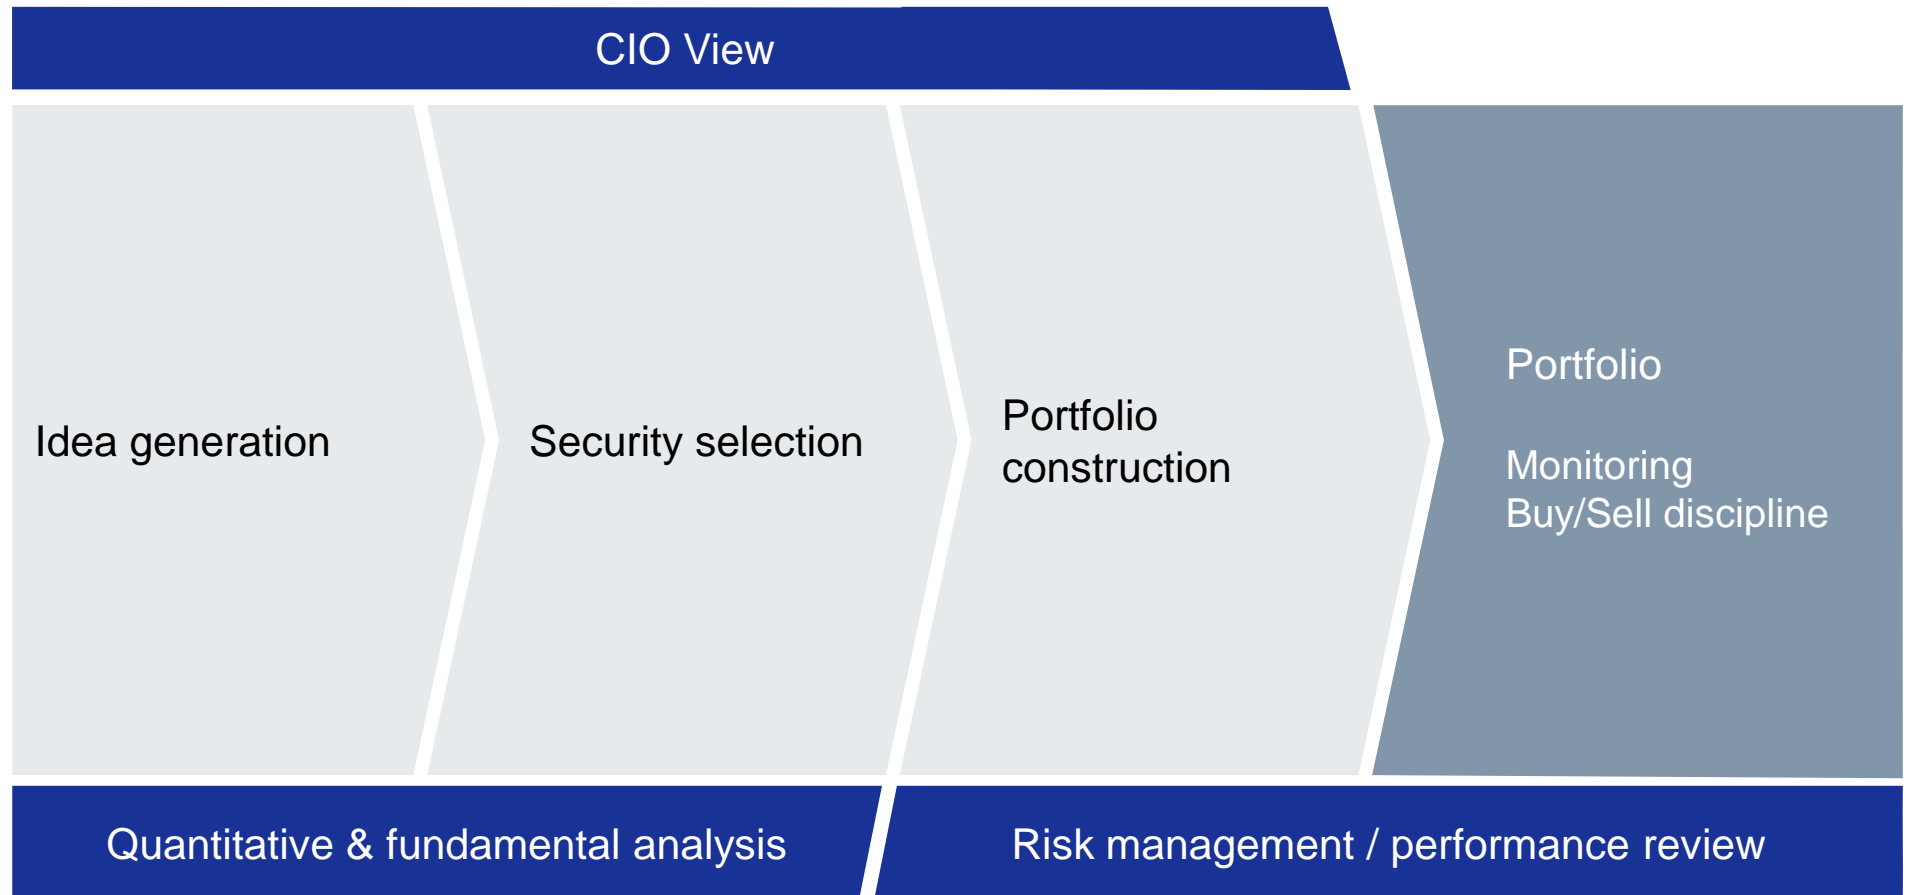 CIO View
Idea generation
Security selection
Portfolio
construction
Portfolio
Monitoring
Buy/Sell discipline
Quantitative & fundamental analysis
Risk management / performance review